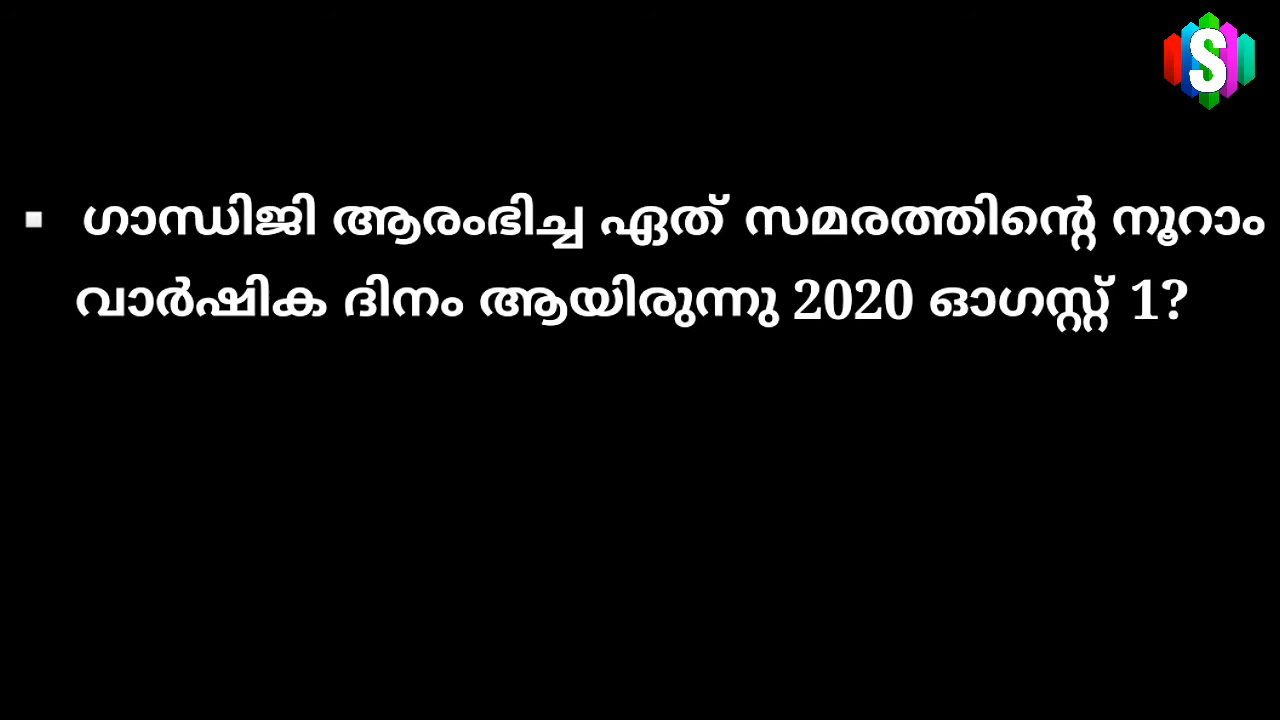 ▪ ഗാന്ധിജി ആരംഭിച്ച ഏത് സമരത്തിന്റെ നൂറാം
വാർഷിക ദിനം ആയിരുന്നു 2020 ഓഗസ്റ്റ് 1?
S